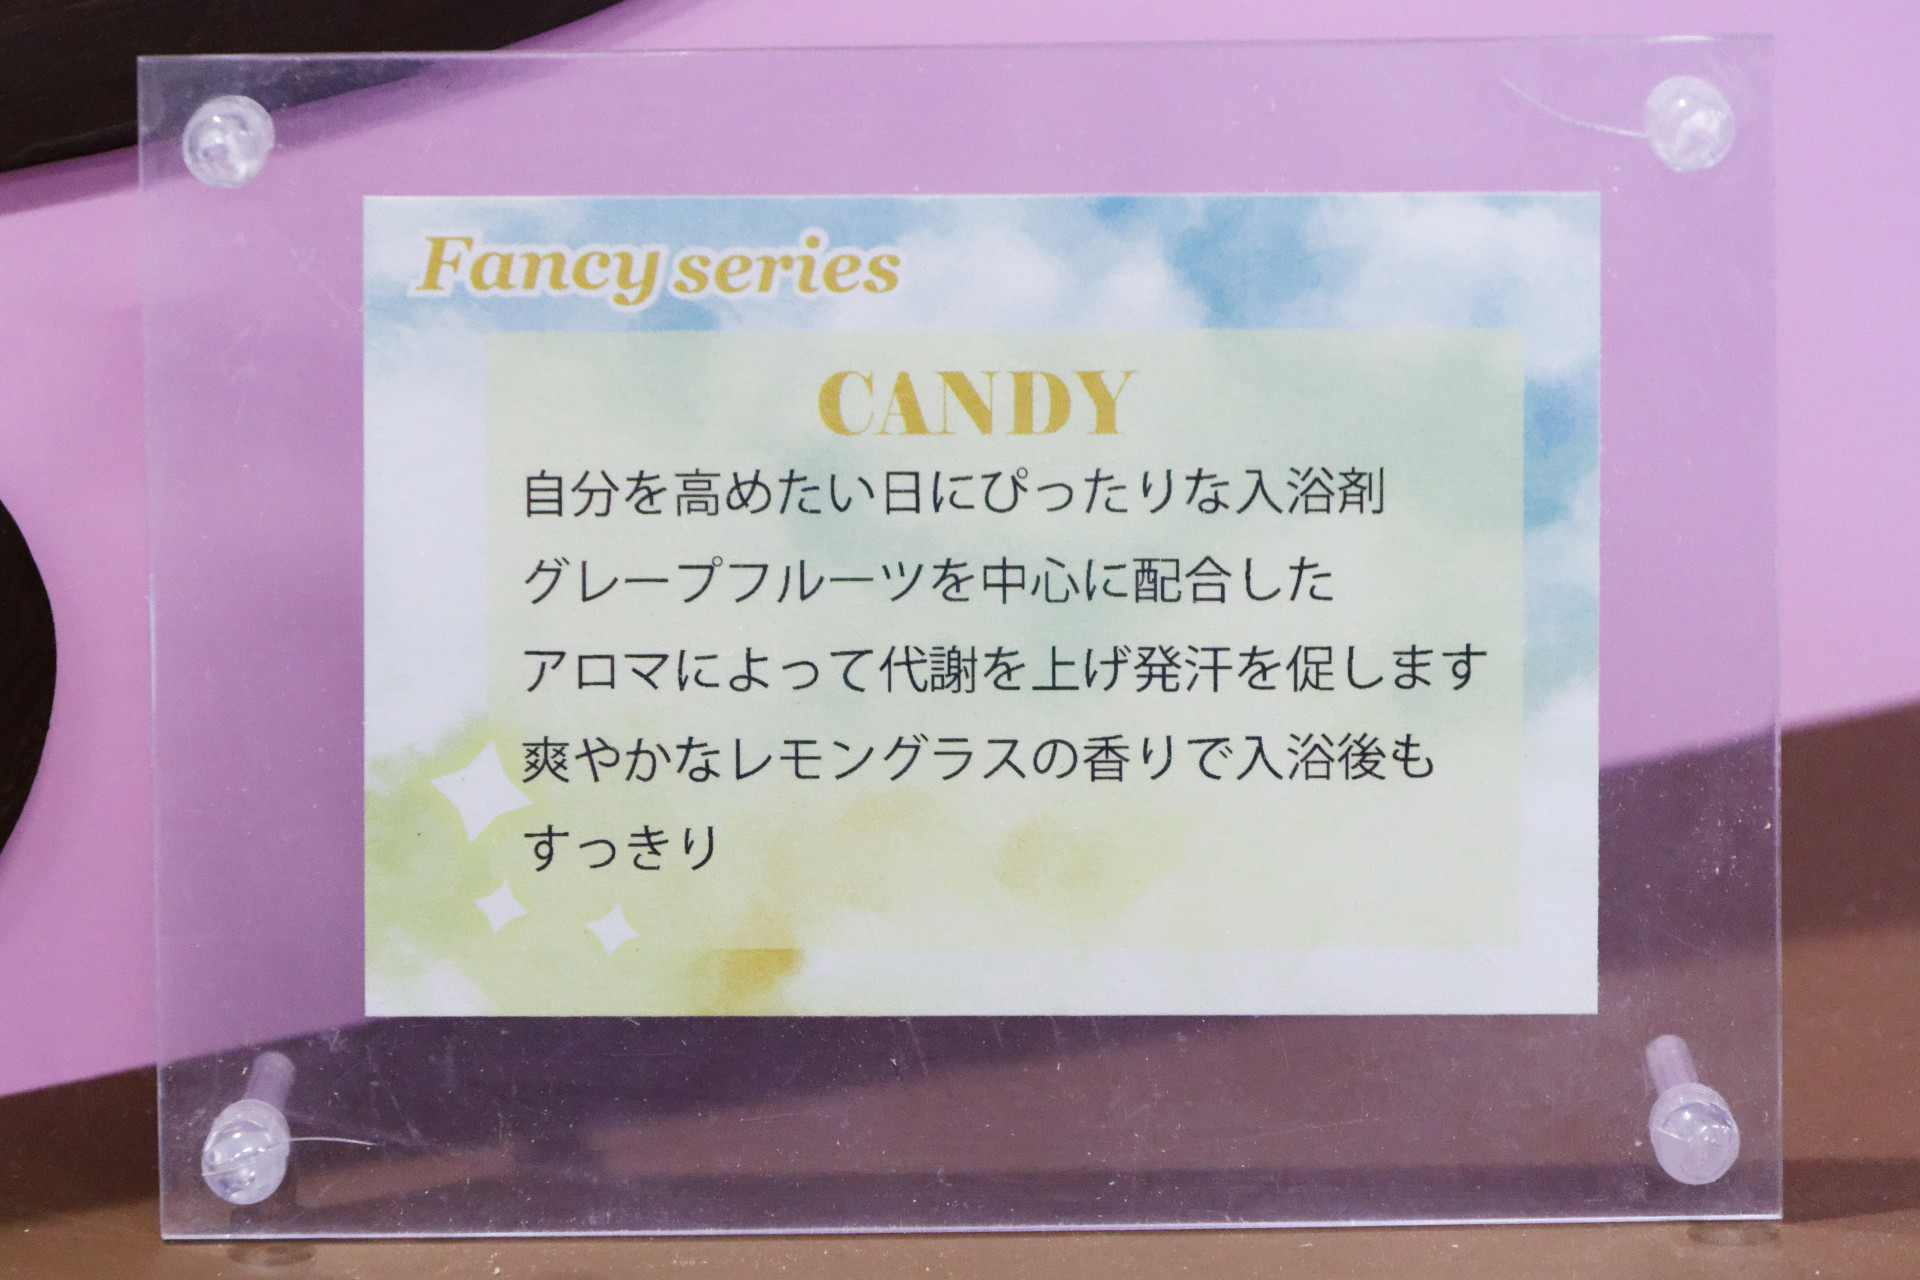 Fancy series
CANDY
自分を高めたい日にぴったりな入浴剤
グレープフルーツを中心に配合した
アロマによって代謝を上げ発汗を促します
爽やかなレモングラスの香りで入浴後も
すっきり